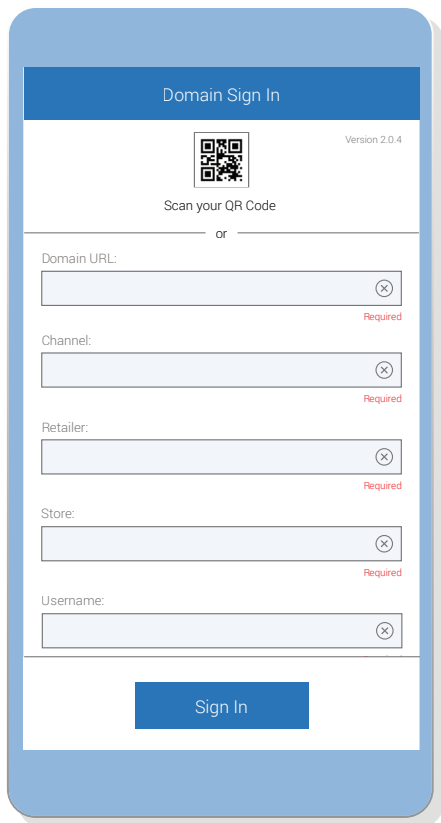 Domain Sign In
Version 2.0.4
Scan your QR Code
or
Domain URL:
Required
Channel:
Required
Retailer:
Required
Store:
Required
Username:
Sign In